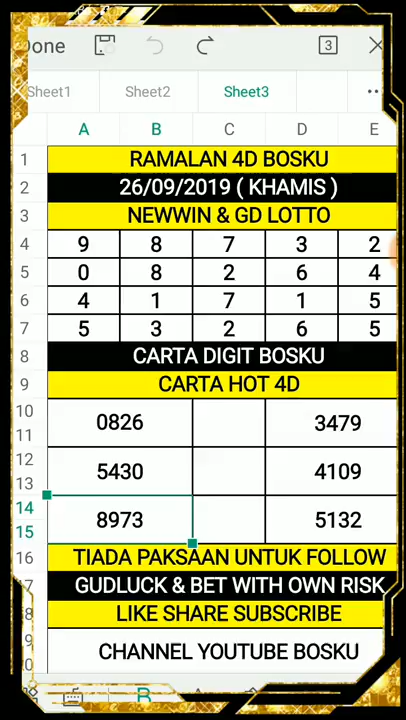 Done
3
Sheet1 Sheet2 Sheet3
A B C D E
1 RAMALAN 4D BOSKU
2 26/09/2019 ( KHAMIS )
3 NEWWIN & GD LOTTO
4 9 8 7 3 2
5 0 8 2 6 4
6 4 1 7 1 5
7 5 3 2 6 5
8 CARTA DIGIT BOSKU
9 CARTA HOT 4D
10
0826 3479
11
12
5430 4109
13
14
8973 5132
15
16 TIADA PAKSAAN UNTUK FOLLOW
17 GUDLUCK & BET WITH OWN RISK
18 LIKE SHARE SUBSCRIBE
CHANNEL YOUTUBE BOSKU
B